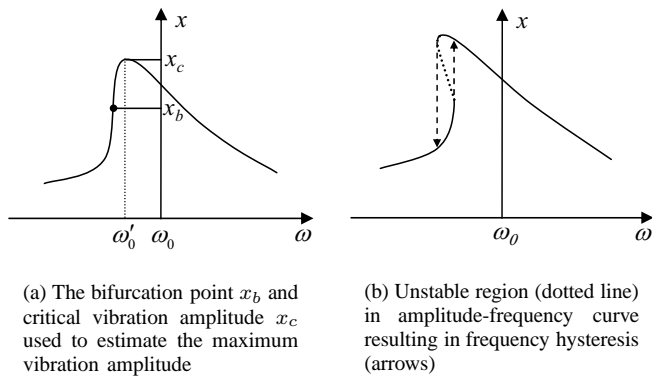 x
x
x_c
x_b
ω′_0 ω_0 ω
ω_0 ω
(a) The bifurcation point x_b and
critical vibration amplitude x_c
used to estimate the maximum
vibration amplitude
(b) Unstable region (dotted line)
in amplitude-frequency curve
resulting in frequency hysteresis
(arrows)